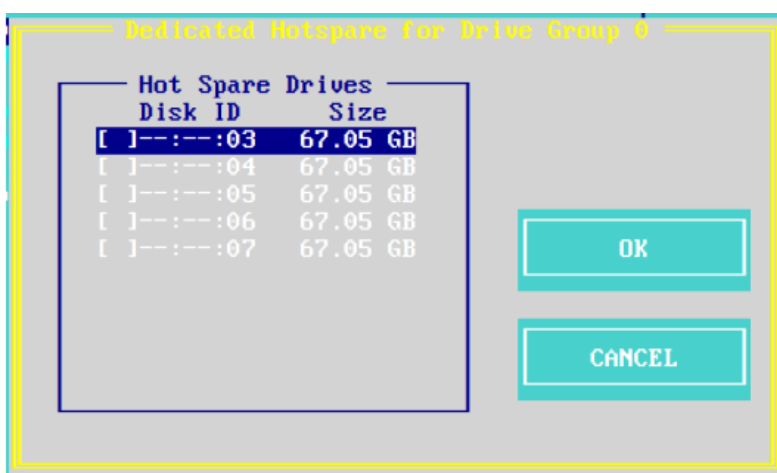 Dedicated Hotspare for Drive Group 0
Hot Spare Drives
Disk ID Size
[ ]--:--:03 67.05 GB
[ ]--:--:04 67.05 GB
[ ]--:--:05 67.05 GB
[ ]--:--:06 67.05 GB
[ ]--:--:07 67.05 GB
OK
CANCEL